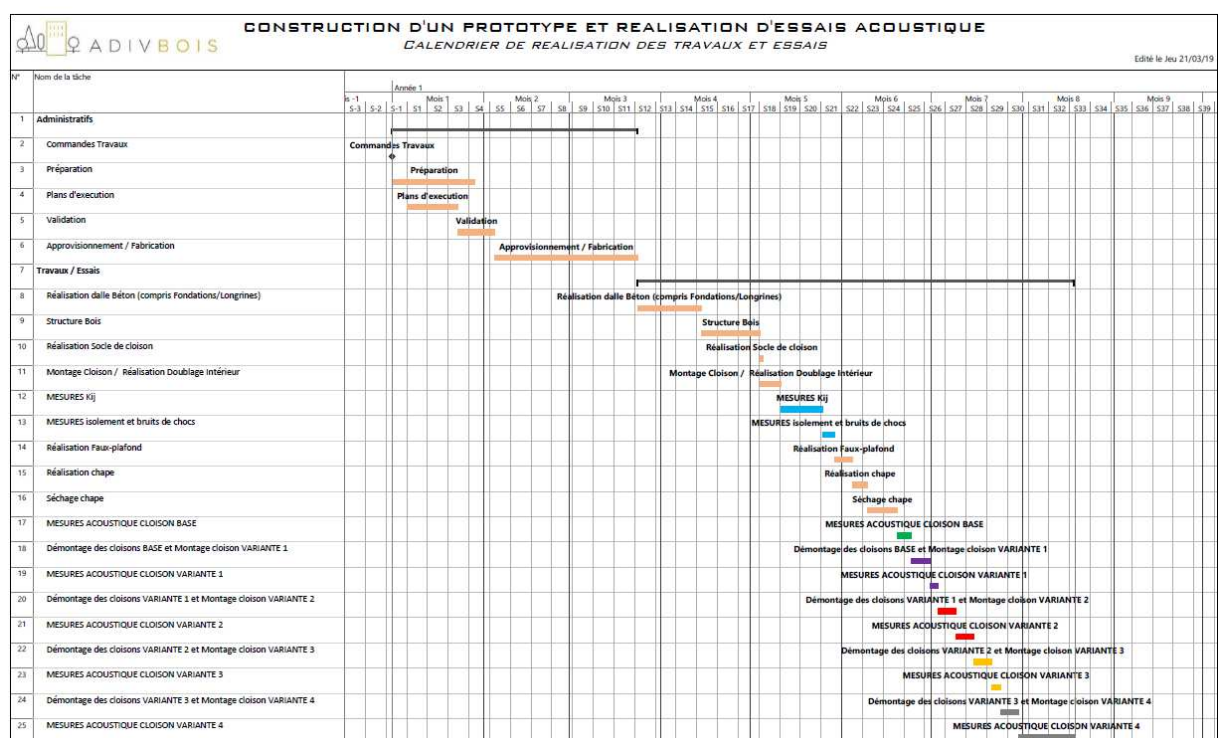 ADIVBOIS
CONSTRUCTION D'UN PROTOTYPE ET REALISATION D'ESSAIS ACOUSTIQUE
CALENDRIER DE REALISATION DES TRAVAUX ET ESSAIS
Edité le Jeu 21/03/19
N° Nom de la tâche
Année 1
is -1 Mois 1 Mois 2 Mois 3 Mois 4 Mois 5 Mois 6 Mois 7 Mois 8 Mois 9
S-3 S-2 S-1 S1 S2 S3 S4 S5 S6 S7 S8 S9 S10 S11 S12 S13 S14 S15 S16 S17 S18 S19 S20 S21 S22 S23 S24 S25 S26 S27 S28 S29 S30 S31 S32 S33 S34 S35 S36 S37 S38 S39
1 Administratifs
2 Commandes Travaux Commandes Travaux
3 Préparation Préparation
4 Plans d'execution Plans d'execution
5 Validation Validation
6 Approvisionnement / Fabrication Approvisionnement / Fabrication
7 Travaux / Essais
8 Réalisation dalle Béton (compris Fondations/Longrines) Réalisation dalle Béton (compris Fondations/Longrines)
9 Structure Bois Structure Bois
10 Réalisation Socle de cloison Réalisation Socle de cloison
11 Montage Cloison / Réalisation Doublage Intérieur Montage Cloison / Réalisation Doublage Intérieur
12 MESURES Kij MESURES Kij
13 MESURES isolement et bruits de chocs MESURES isolement et bruits de chocs
14 Réalisation Faux-plafond Réalisation Faux-plafond
15 Réalisation chape Réalisation chape
16 Séchage chape Séchage chape
17 MESURES ACOUSTIQUE CLOISON BASE MESURES ACOUSTIQUE CLOISON BASE
18 Démontage des cloisons BASE et Montage cloison VARIANTE 1 Démontage des cloisons BASE et Montage cloison VARIANTE 1
19 MESURES ACOUSTIQUE CLOISON VARIANTE 1 MESURES ACOUSTIQUE CLOISON VARIANTE 1
20 Démontage des cloisons VARIANTE 1 et Montage cloison VARIANTE 2 Démontage des cloisons VARIANTE 1 et Montage cloison VARIANTE 2
21 MESURES ACOUSTIQUE CLOISON VARIANTE 2 MESURES ACOUSTIQUE CLOISON VARIANTE 2
22 Démontage des cloisons VARIANTE 2 et Montage cloison VARIANTE 3 Démontage des cloisons VARIANTE 2 et Montage cloison VARIANTE 3
23 MESURES ACOUSTIQUE CLOISON VARIANTE 3 MESURES ACOUSTIQUE CLOISON VARIANTE 3
24 Démontage des cloisons VARIANTE 3 et Montage cloison VARIANTE 4 Démontage des cloisons VARIANTE 3 et Montage cloison VARIANTE 4
25 MESURES ACOUSTIQUE CLOISON VARIANTE 4 MESURES ACOUSTIQUE CLOISON VARIANTE 4